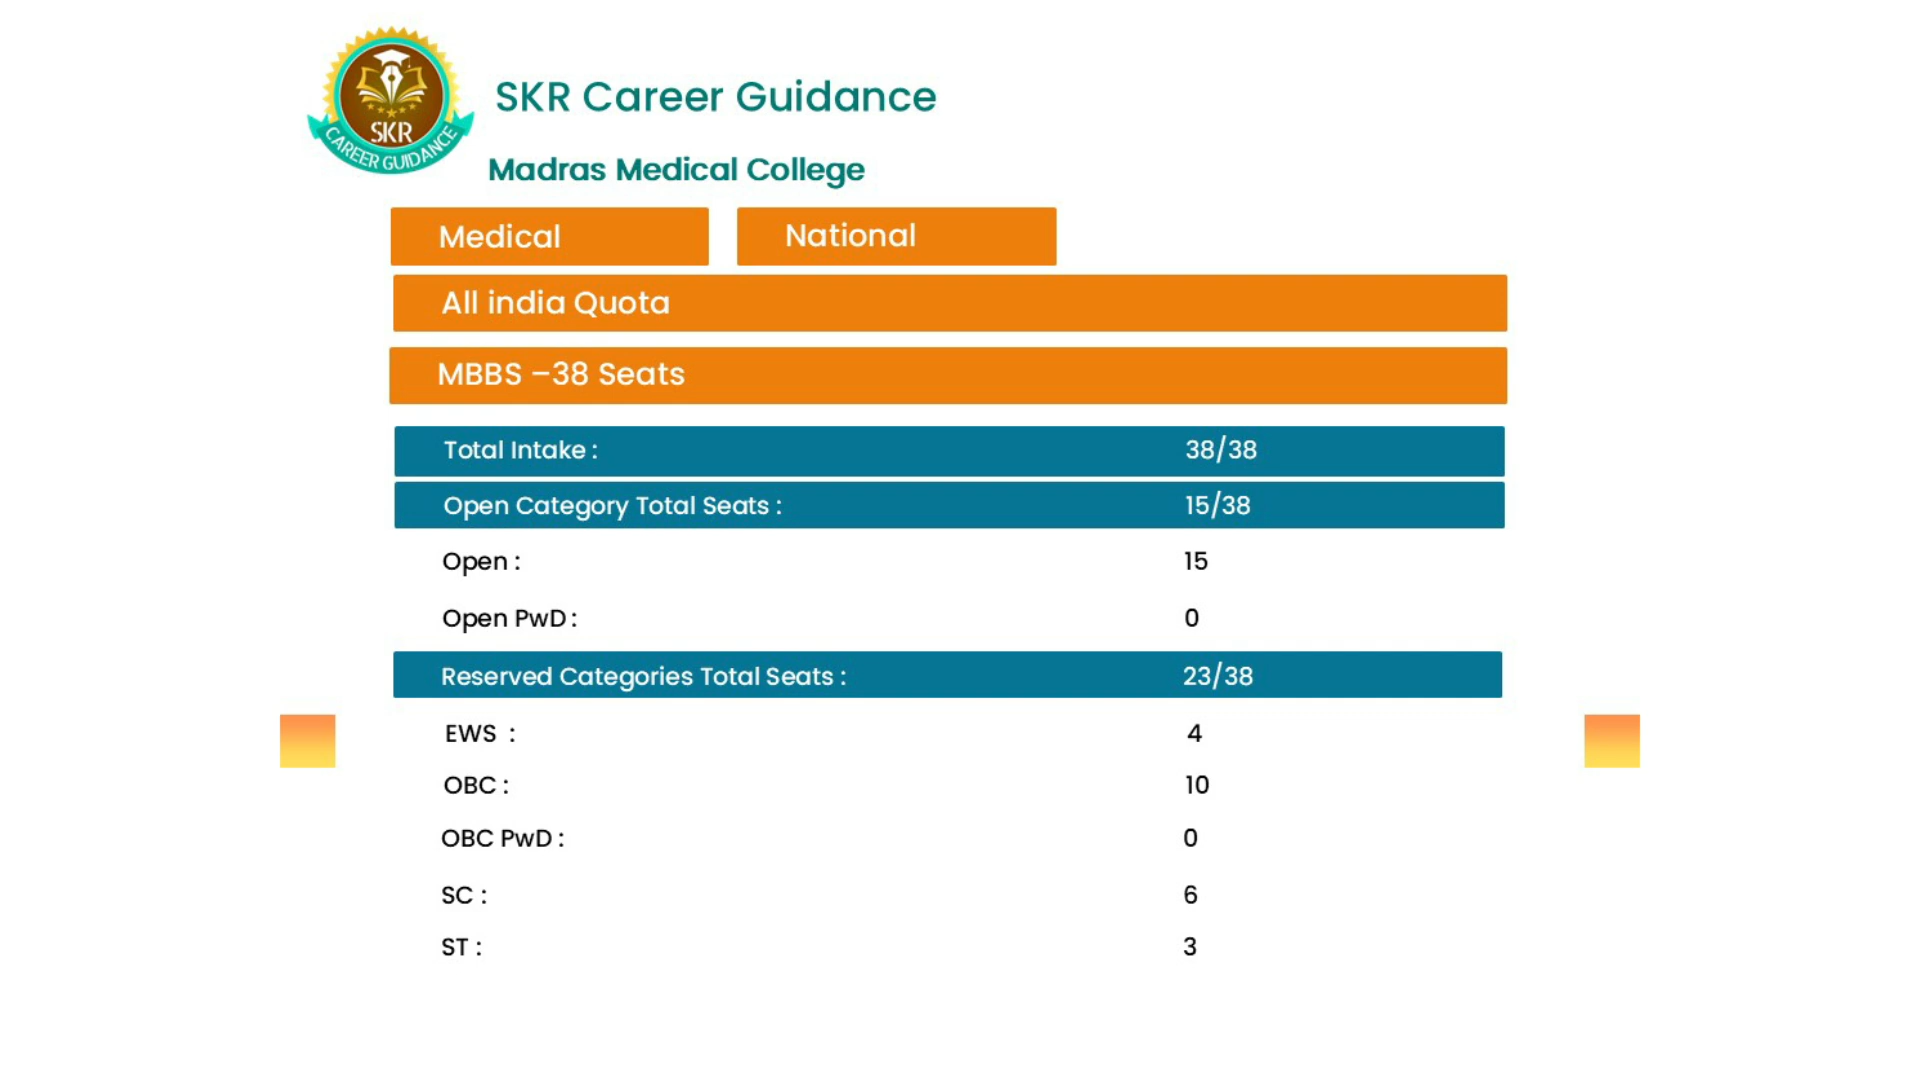 SKR
CAREER GUIDANCE
SKR Career Guidance
Madras Medical College
Medical National
All india Quota
MBBS –38 Seats
Total Intake : 38/38
Open Category Total Seats : 15/38
Open : 15
Open PwD : 0
Reserved Categories Total Seats : 23/38
EWS : 4
OBC : 10
OBC PwD : 0
SC : 6
ST : 3